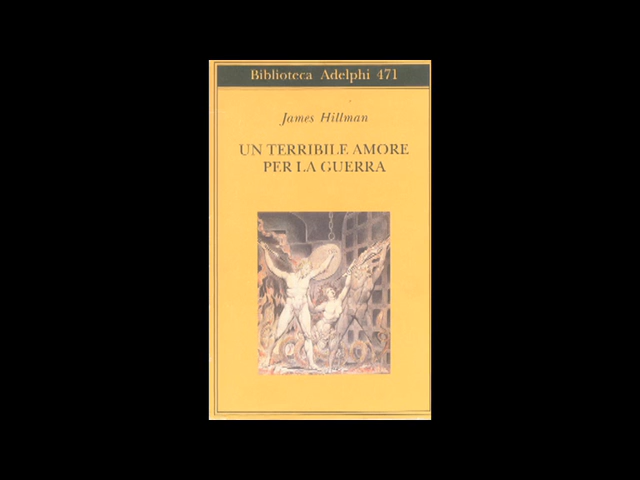 Biblioteca Adelphi 471
James Hillman
UN TERRIBILE AMORE
PER LA GUERRA